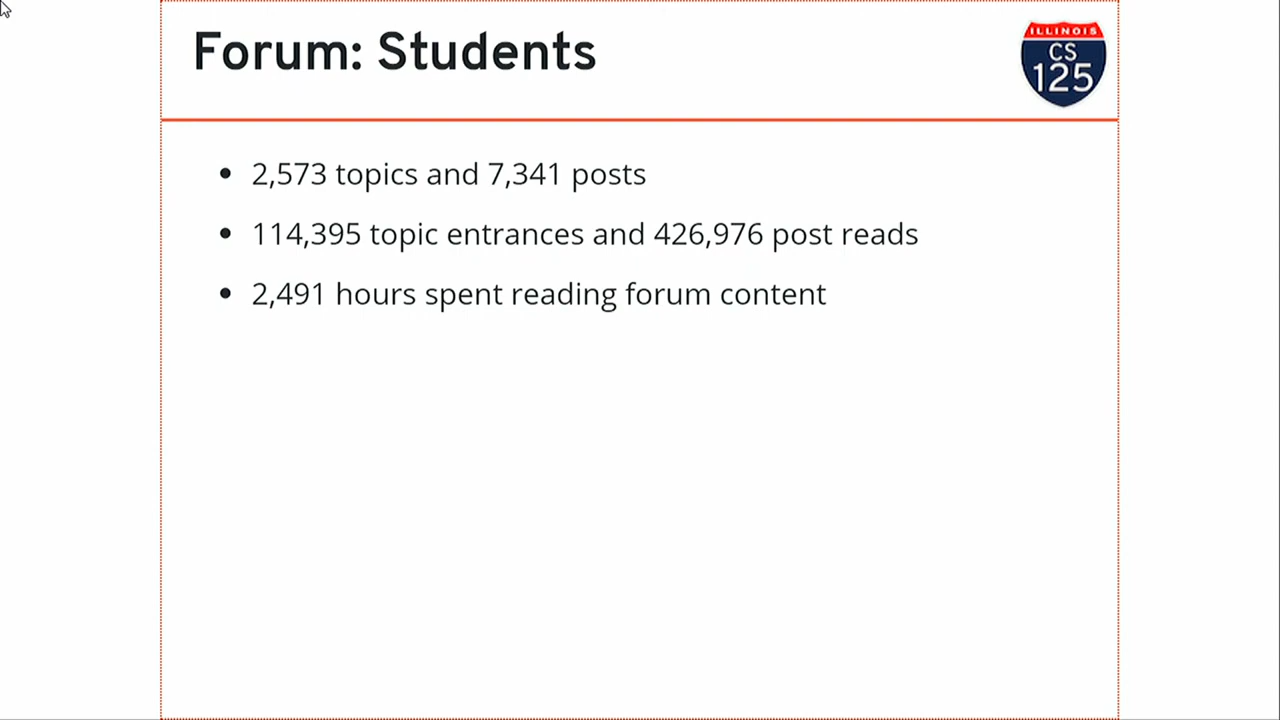 Forum: Students
ILLINOIS
CS
125
2,573 topics and 7,341 posts
114,395 topic entrances and 426,976 post reads
2,491 hours spent reading forum content